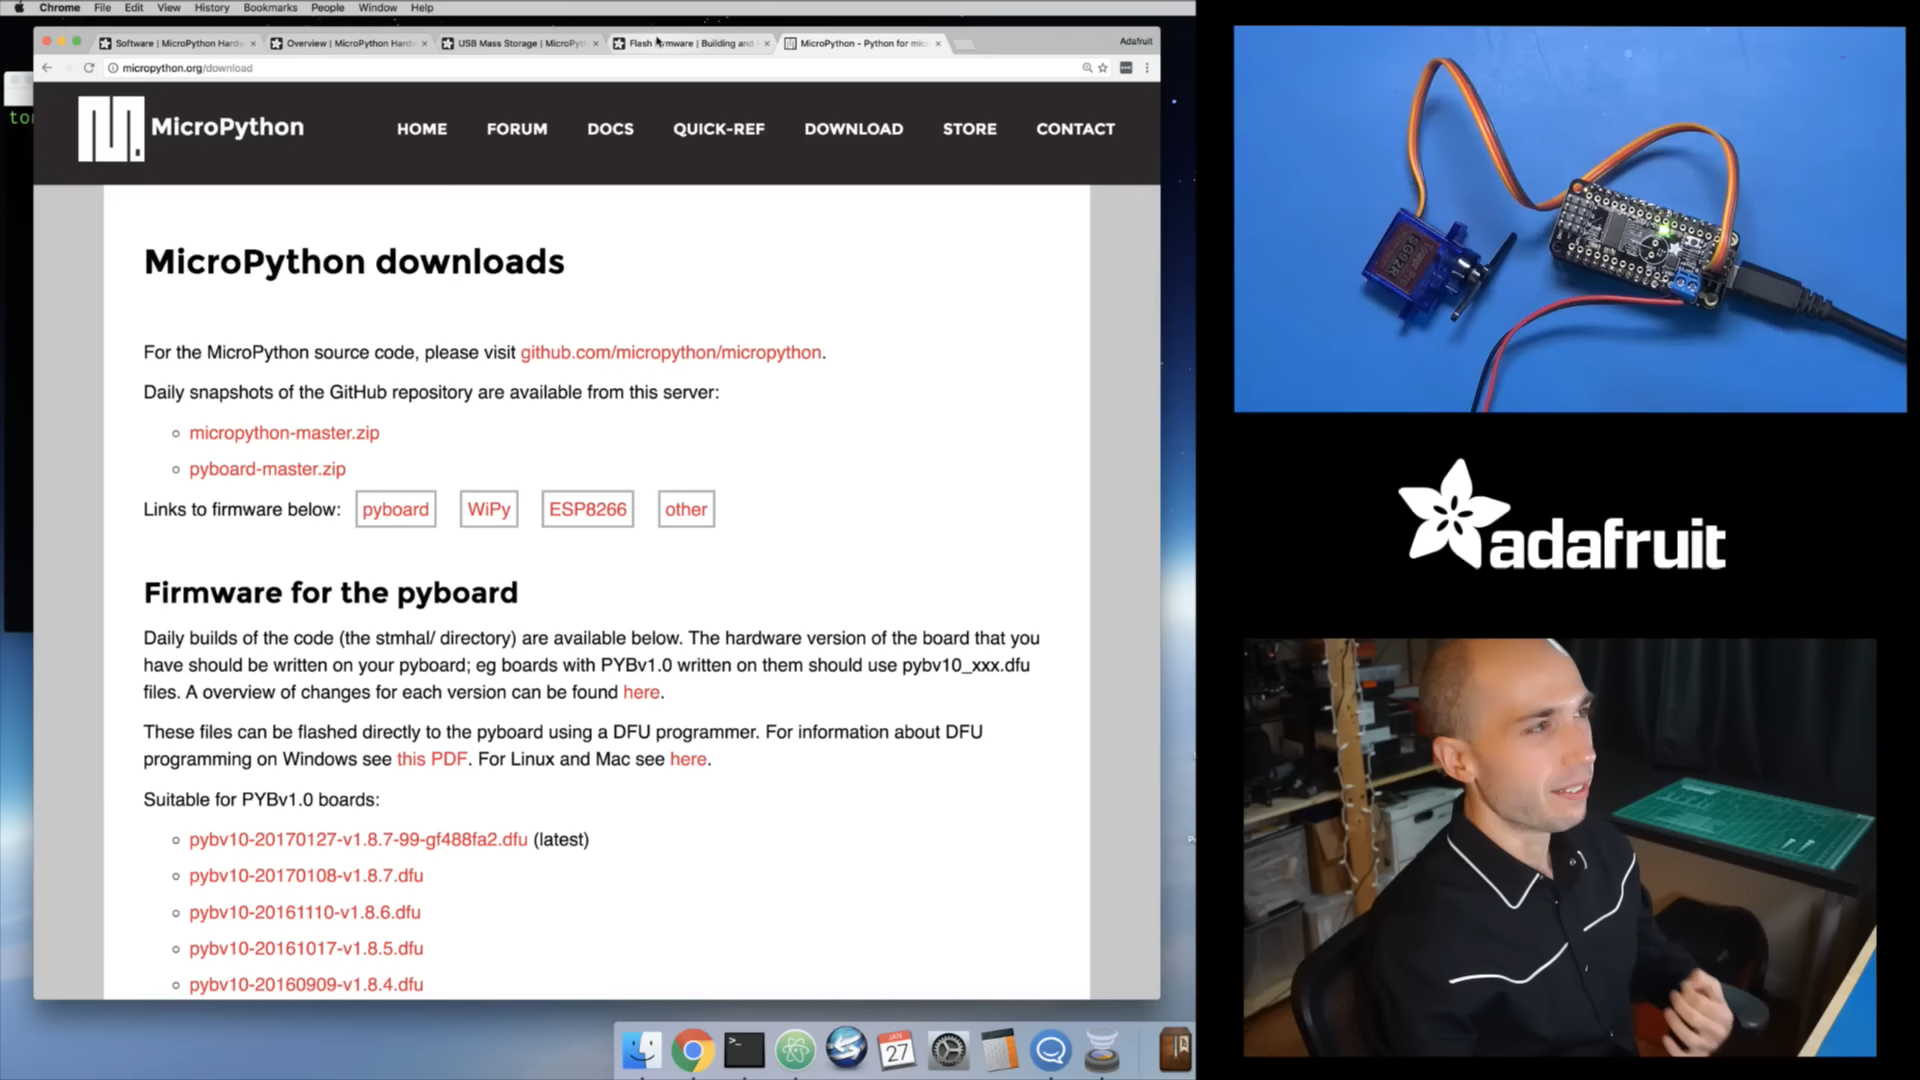 Chrome File Edit View History Bookmarks People Window Help
Software | MicroPython Hardw
Overview | MicroPython Hardw
USB Mass Storage | MicroPyth
Flash Firmware | Building and
MicroPython - Python for mic
Adafruit
micropython.org/download
MicroPython
HOME FORUM DOCS QUICK-REF DOWNLOAD STORE CONTACT
MicroPython downloads
For the MicroPython source code, please visit github.com/micropython/micropython.
Daily snapshots of the GitHub repository are available from this server:
micropython-master.zip
pyboard-master.zip
Links to firmware below: pyboard WiPy ESP8266 other
Firmware for the pyboard
Daily builds of the code (the stmhal/ directory) are available below. The hardware version of the board that you
have should be written on your pyboard; eg boards with PYBv1.0 written on them should use pybv10_xxx.dfu
files. A overview of changes for each version can be found here.
These files can be flashed directly to the pyboard using a DFU programmer. For information about DFU
programming on Windows see this PDF. For Linux and Mac see here.
Suitable for PYBv1.0 boards:
pybv10-20170127-v1.8.7-99-gf488fa2.dfu (latest)
pybv10-20170108-v1.8.7.dfu
pybv10-20161110-v1.8.6.dfu
pybv10-20161017-v1.8.5.dfu
pybv10-20160909-v1.8.4.dfu
JAN
27
Tower Pro
SG92R
adafruit